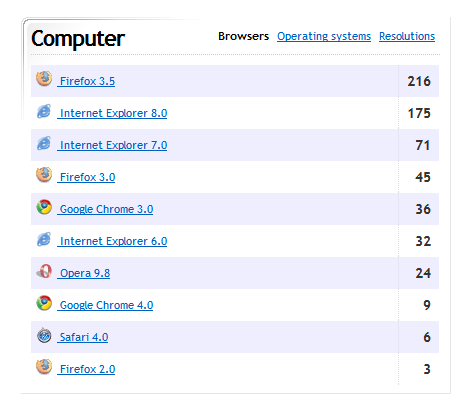 Computer Browsers Operating systems Resolutions
Firefox 3.5 216
Internet Explorer 8.0 175
Internet Explorer 7.0 71
Firefox 3.0 45
Google Chrome 3.0 36
Internet Explorer 6.0 32
Opera 9.8 24
Google Chrome 4.0 9
Safari 4.0 6
Firefox 2.0 3